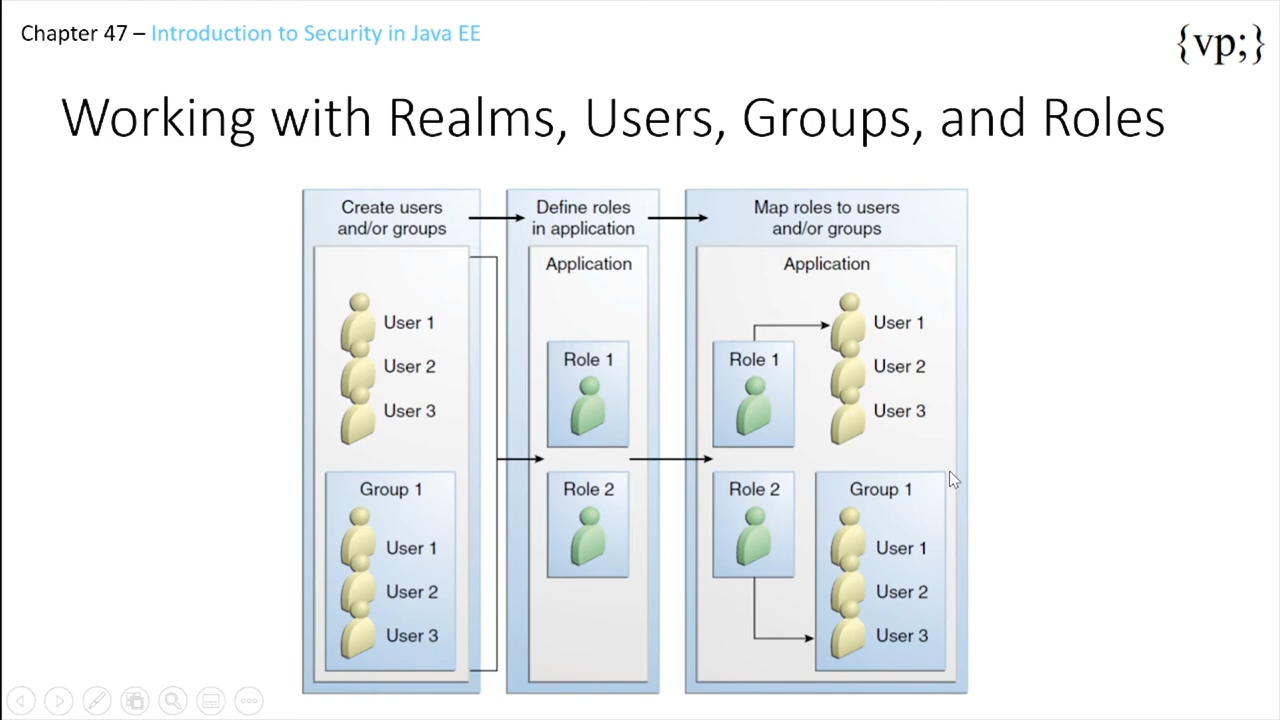 Chapter 47 – Introduction to Security in Java EE
{vp;}
Working with Realms, Users, Groups, and Roles
Create users
and/or groups
User 1
User 2
User 3
Group 1
User 1
User 2
User 3
Define roles
in application
Application
Role 1
Role 2
Map roles to users
and/or groups
Application
Role 1
User 1
User 2
User 3
Role 2
Group 1
User 1
User 2
User 3